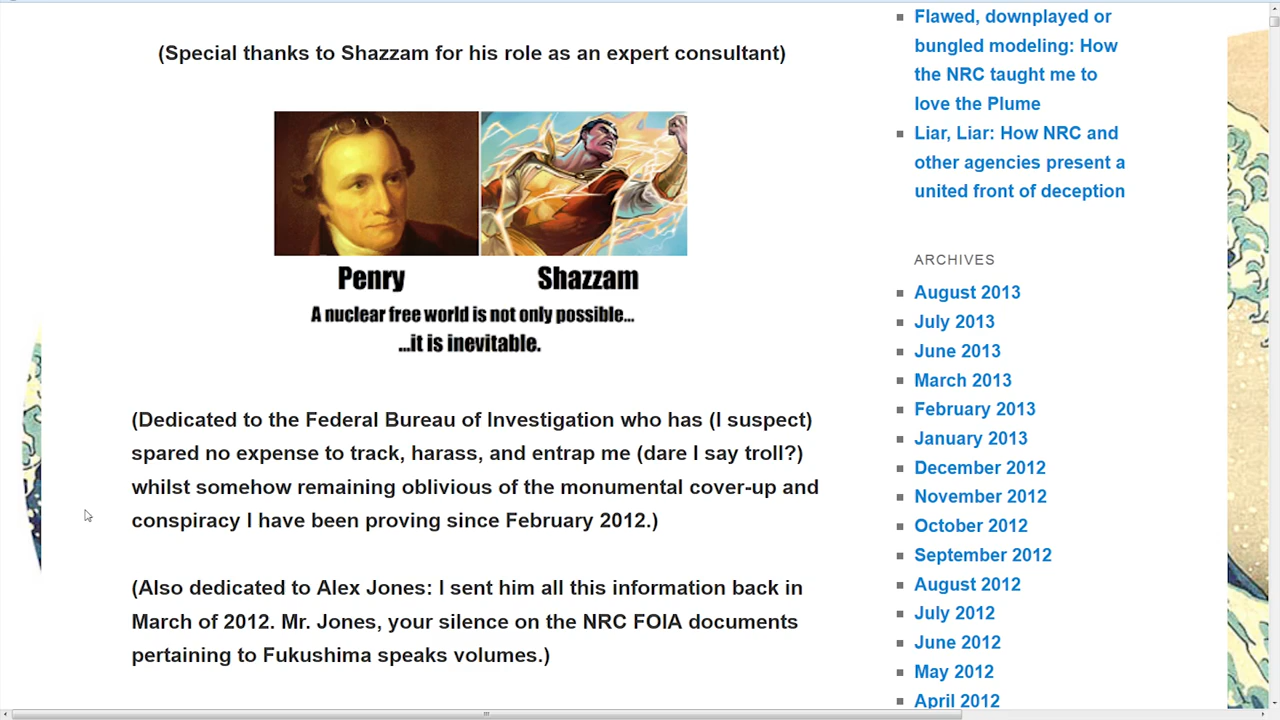 (Special thanks to Shazzam for his role as an expert consultant)
Penry
Shazzam
A nuclear free world is not only possible...
...it is inevitable.
(Dedicated to the Federal Bureau of Investigation who has (I suspect)
spared no expense to track, harass, and entrap me (dare I say troll?)
whilst somehow remaining oblivious of the monumental cover-up and
conspiracy I have been proving since February 2012.)
(Also dedicated to Alex Jones: I sent him all this information back in
March of 2012. Mr. Jones, your silence on the NRC FOIA documents
pertaining to Fukushima speaks volumes.)
Flawed, downplayed or
bungled modeling: How
the NRC taught me to
love the Plume
Liar, Liar: How NRC and
other agencies present a
united front of deception
ARCHIVES
August 2013
July 2013
June 2013
March 2013
February 2013
January 2013
December 2012
November 2012
October 2012
September 2012
August 2012
July 2012
June 2012
May 2012
April 2012